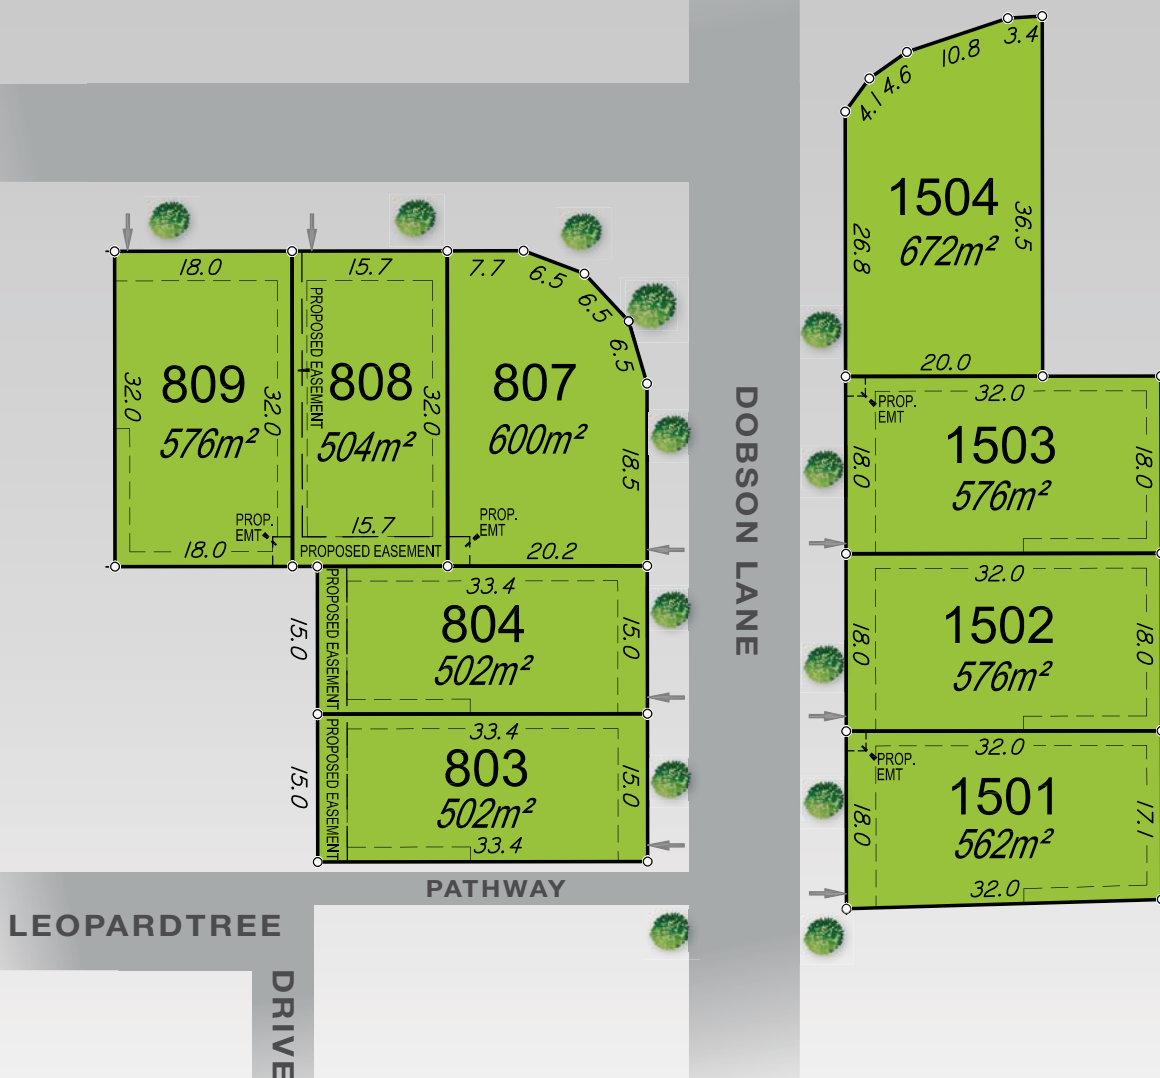 3.4
10.8
4.6
4.1
1504
672m²
26.8
36.5
20.0
18.0
15.7
7.7
6.5
6.5
6.5
PROPOSED EASEMENT
809
576m²
32.0
32.0
808
504m²
32.0
807
600m²
18.5
PROP.
EMT
18.0
15.7
PROPOSED EASEMENT
PROP.
EMT
20.2
DOBSON LANE
32.0
PROP.
EMT
1503
576m²
18.0
18.0
33.4
804
502m²
15.0
15.0
PROPOSED EASEMENT
32.0
1502
576m²
18.0
18.0
33.4
803
502m²
15.0
15.0
PROPOSED EASEMENT
33.4
32.0
PROP.
EMT
1501
562m²
18.0
17.1
32.0
PATHWAY
LEOPARDTREE
DRIVE